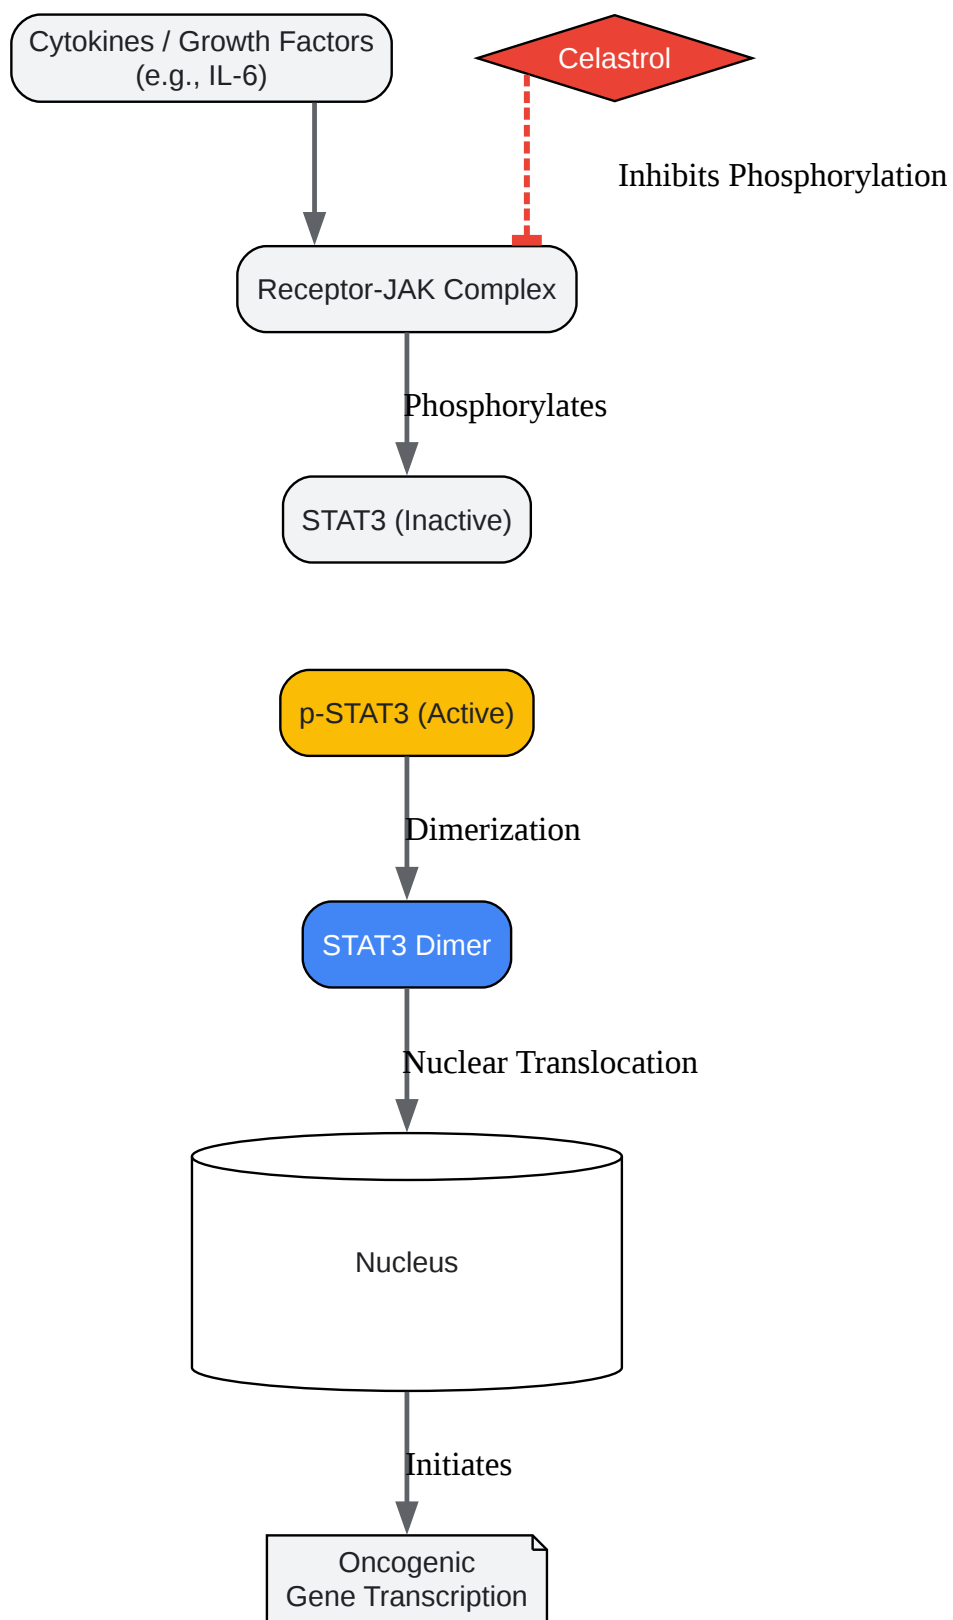 Cytokines / Growth Factors
(e.g., IL-6)
Celastrol
Inhibits Phosphorylation
Receptor-JAK Complex
Phosphorylates
STAT3 (Inactive)
p-STAT3 (Active)
Dimerization
STAT3 Dimer
Nuclear Translocation
Nucleus
Initiates
Oncogenic
Gene Transcription